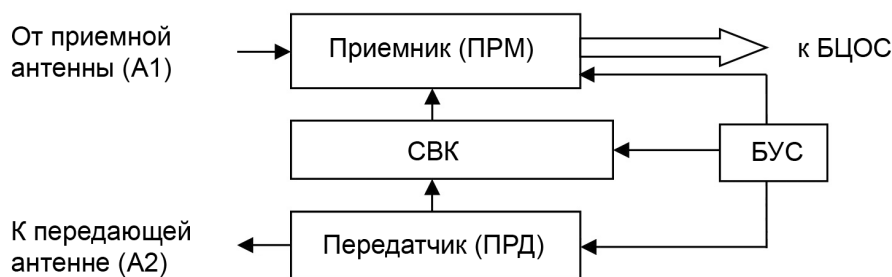 От приемной
антенны (А1)
Приемник (ПРМ)
к БЦОС
СВК
БУС
К передающей
антенне (А2)
Передатчик (ПРД)